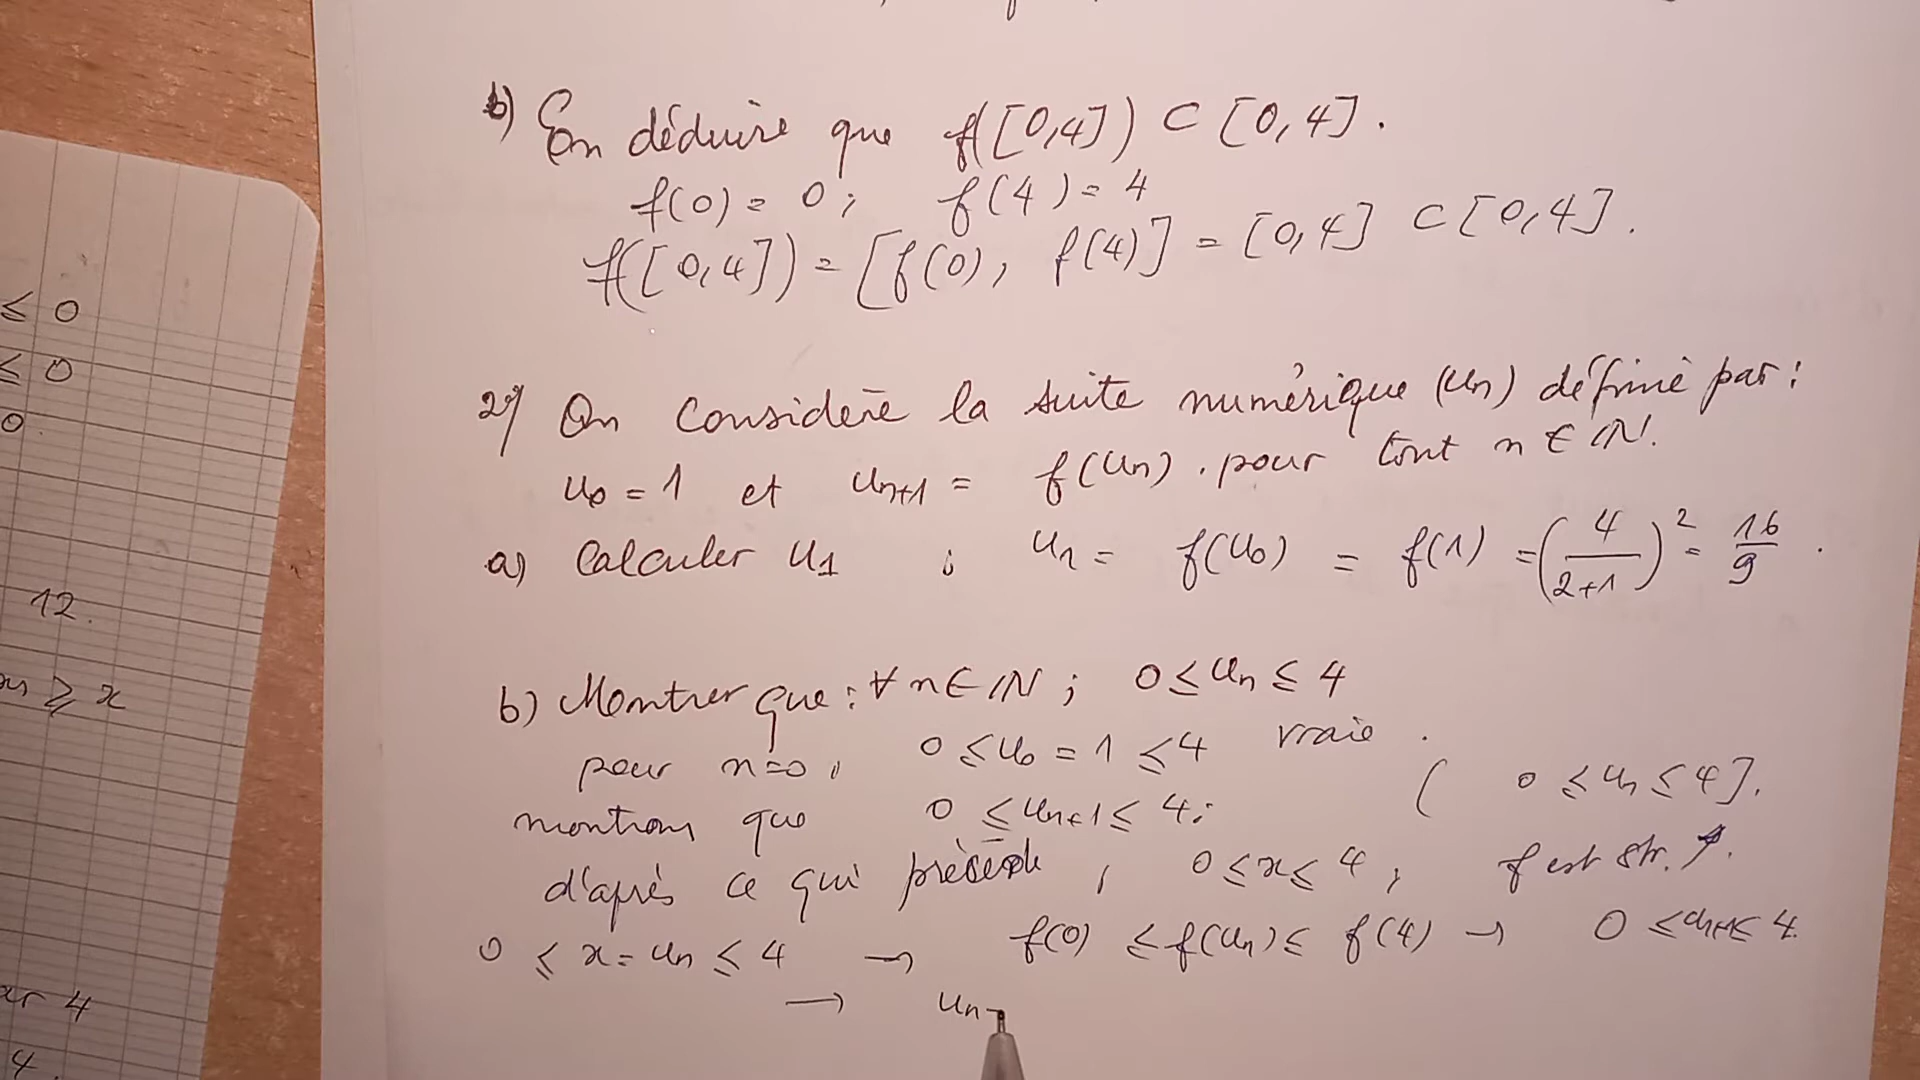 b) En déduire que f([0,4]) ⊂ [0,4].
f(0) = 0 ; f(4) = 4
f([0,4]) = [f(0), f(4)] = [0,4] ⊂ [0,4].
2°/ On considère la suite numérique (un) définie par :
u0 = 1 et un+1 = f(un). pour tout n ∈ IN.
a) Calculer u1 ; u1 = f(u0) = f(1) = (4/(2+1))² = 16/9 .
b) Montrer que : ∀ n ∈ IN ; 0 ≤ un ≤ 4
pour n=0, 0 ≤ u0 = 1 ≤ 4 vraie .
montrons que 0 ≤ un+1 ≤ 4 ; ( 0 ≤ un ≤ 4 ].
d'après ce qui précède , 0 ≤ x ≤ 4 , f est str. ↗.
0 ≤ x = un ≤ 4 → f(0) ≤ f(un) ≤ f(4) → 0 ≤ un+1 ≤ 4.
→ un
≤ 0
≤ 0
0.
12.
≥ x
4
4